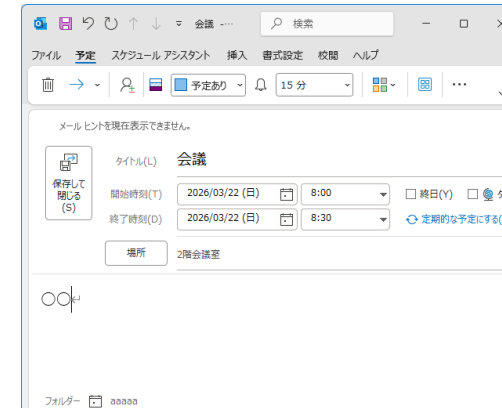 会議 -…
検索
ファイル 予定 スケジュール アシスタント 挿入 書式設定 校閲 ヘルプ
予定あり 15 分
メール ヒントを現在表示できません。
保存して
閉じる
(S)
タイトル(L) 会議
開始時刻(T) 2026/03/22 (日) 8:00 終日(Y)
終了時刻(D) 2026/03/22 (日) 8:30 定期的な予定にする(
場所 2階会議室
○○
フォルダー aaaaa